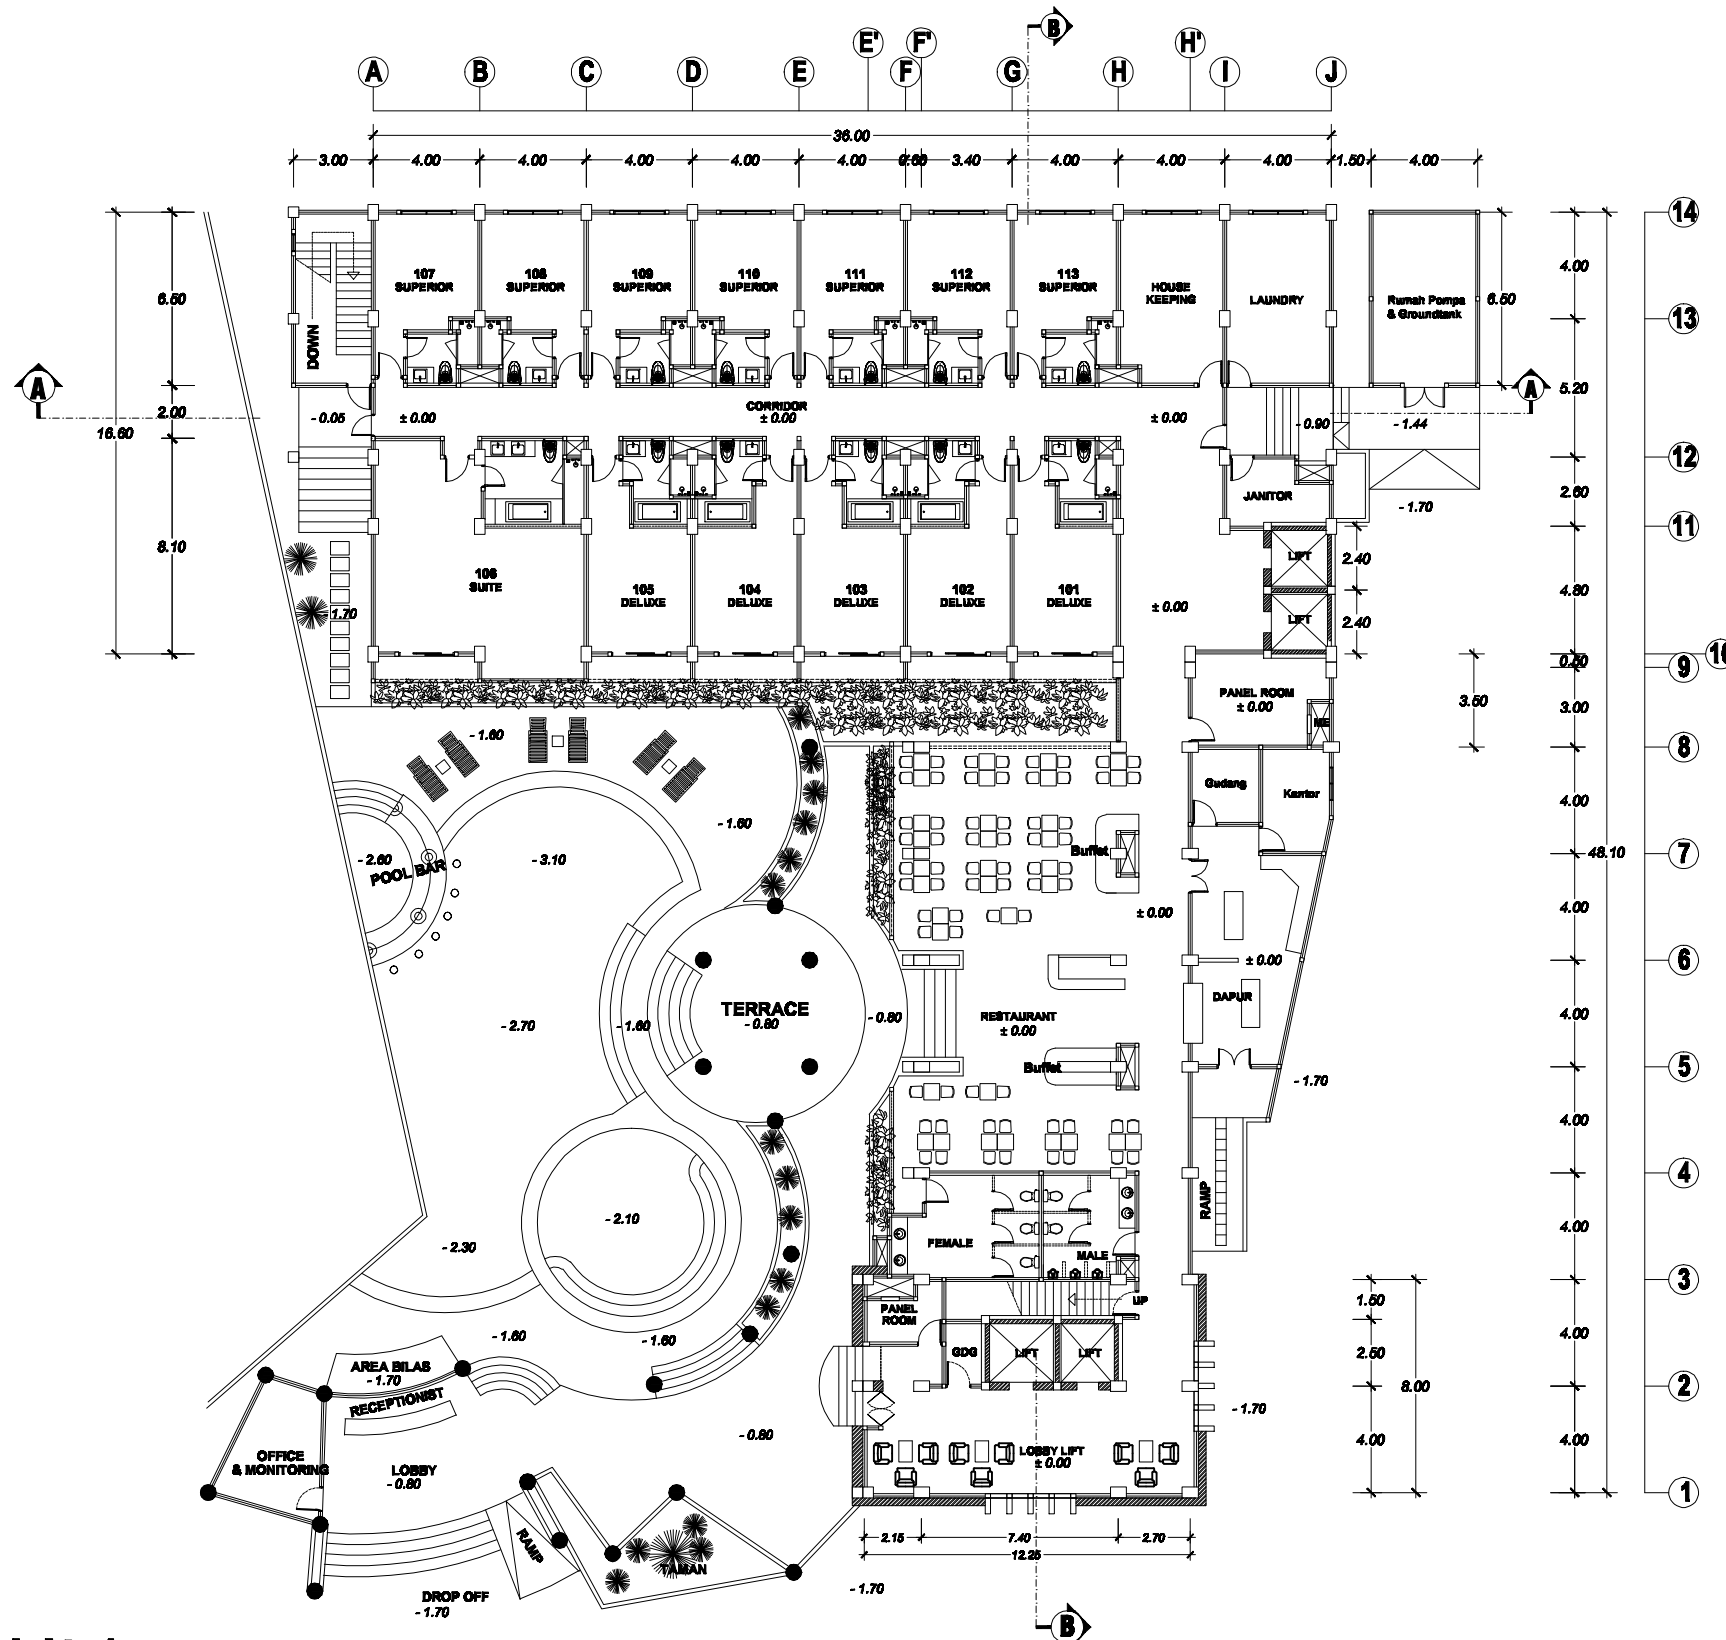 B
E' F' H'
A B C D E F G H I J
36.00
3.00 4.00 4.00 4.00 4.00 4.00 0.60 3.40 4.00 4.00 4.00 1.50 4.00
14
107 SUPERIOR
108 SUPERIOR
109 SUPERIOR
110 SUPERIOR
111 SUPERIOR
112 SUPERIOR
113 SUPERIOR
HOUSE KEEPING
LAUNDRY
Rumah Pompa
& Groundtank
6.50
6.50
4.00
13
DOWN
A
A
2.00
16.60
5.20
- 0.05
± 0.00
CORRIDOR
± 0.00
± 0.00
- 0.90
- 1.44
12
JANITOR
2.60
- 1.70
11
8.10
LIFT
2.40
106
SUITE
105
DELUXE
104
DELUXE
103
DELUXE
102
DELUXE
101
DELUXE
± 0.00
4.80
- 1.70
LIFT
2.40
10
0.50
9
PANEL ROOM
± 0.00
ME
3.50
3.00
- 1.60
8
Gudang
Kantor
4.00
- 1.60
- 2.60
POOL BAR
- 3.10
Buffet
7
48.10
± 0.00
4.00
± 0.00
6
DAPUR
TERRACE
- 0.80
- 0.80
- 1.60
- 2.70
RESTAURANT
± 0.00
4.00
Buffet
5
- 1.70
4.00
4
RAMP
- 2.10
- 2.30
FEMALE
MALE
4.00
3
UP
PANEL
ROOM
1.50
- 1.60
- 1.60
4.00
GDG
LIFT
LIFT
2.50
AREA BILAS
- 1.70
RECEPTIONIST
8.00
2
- 1.70
- 0.80
4.00
4.00
OFFICE
& MONITORING
LOBBY
- 0.80
LOBBY LIFT
± 0.00
1
RAMP
2.15 7.40 2.70
12.25
TAMAN
DROP OFF
- 1.70
- 1.70
B